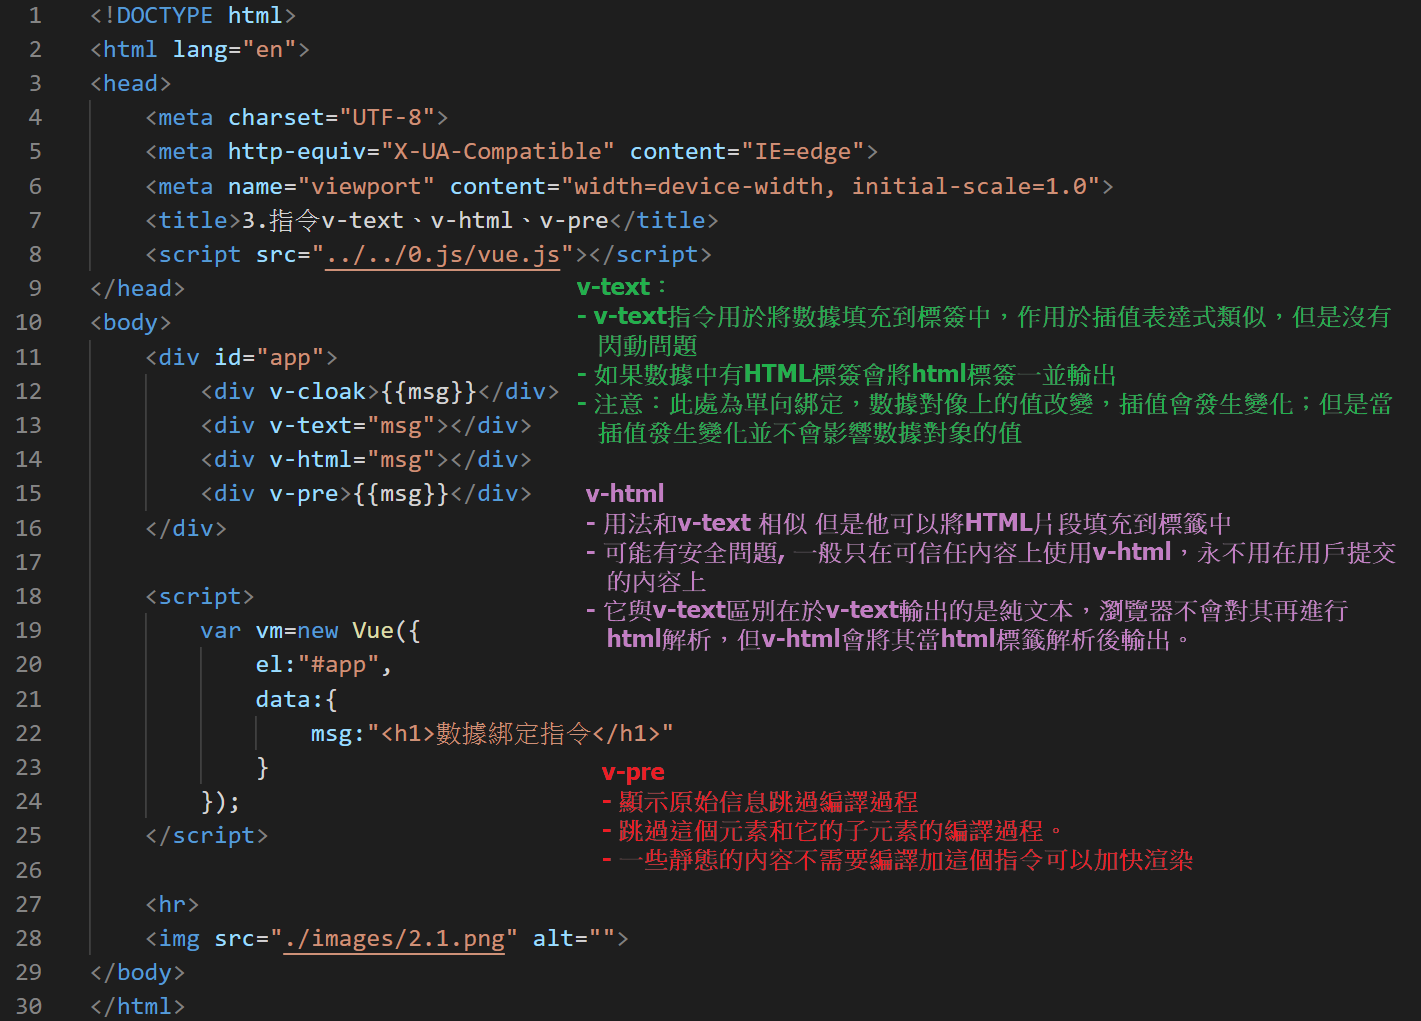 1 <!DOCTYPE html>
2 <html lang="en">
3 <head>
4 <meta charset="UTF-8">
5 <meta http-equiv="X-UA-Compatible" content="IE=edge">
6 <meta name="viewport" content="width=device-width, initial-scale=1.0">
7 <title>3.指令v-text、v-html、v-pre</title>
8 <script src="../../0.js/vue.js"></script>
9 </head>
10 <body>
11 <div id="app">
12 <div v-cloak>{{msg}}</div>
13 <div v-text="msg"></div>
14 <div v-html="msg"></div>
15 <div v-pre>{{msg}}</div>
16 </div>
17
18 <script>
19 var vm=new Vue({
20 el:"#app",
21 data:{
22 msg:"<h1>數據綁定指令</h1>"
23 }
24 });
25 </script>
26
27 <hr>
28 <img src="./images/2.1.png" alt="">
29 </body>
30 </html>
v-text：
- v-text指令用於將數據填充到標簽中，作用於插值表達式類似，但是沒有
閃動問題
- 如果數據中有HTML標簽會將html標簽一並輸出
- 注意：此處為單向綁定，數據對像上的值改變，插值會發生變化；但是當
插值發生變化並不會影響數據對象的值
v-html
- 用法和v-text 相似 但是他可以將HTML片段填充到標籤中
- 可能有安全問題, 一般只在可信任內容上使用v-html，永不用在用戶提交
的內容上
- 它與v-text區別在於v-text輸出的是純文本，瀏覽器不會對其再進行
html解析，但v-html會將其當html標籤解析後輸出。
v-pre
- 顯示原始信息跳過編譯過程
- 跳過這個元素和它的子元素的編譯過程。
- 一些靜態的內容不需要編譯加這個指令可以加快渲染